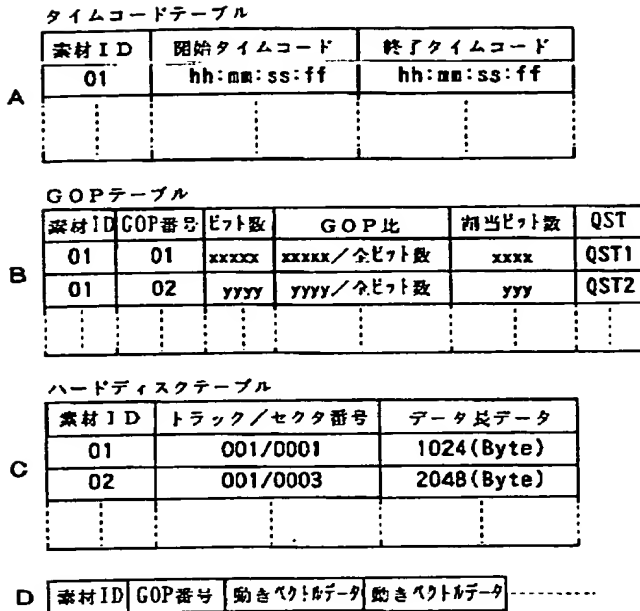 タイムコードテーブル
素材ID 開始タイムコード 終了タイムコード
01 hh:mm:ss:ff hh:mm:ss:ff
A
GOPテーブル
素材ID GOP番号 ビット数 GOP比 割当ビット数 QST
01 01 xxxxx xxxxx/全ビット数 xxxx QST1
B
01 02 yyyy yyyy/全ビット数 yyy QST2
ハードディスクテーブル
素材ID トラック/セクタ番号 データ長データ
01 001/0001 1024(Byte)
C
02 001/0003 2048(Byte)
D 素材ID GOP番号 動きベクトルデータ 動きベクトルデータ